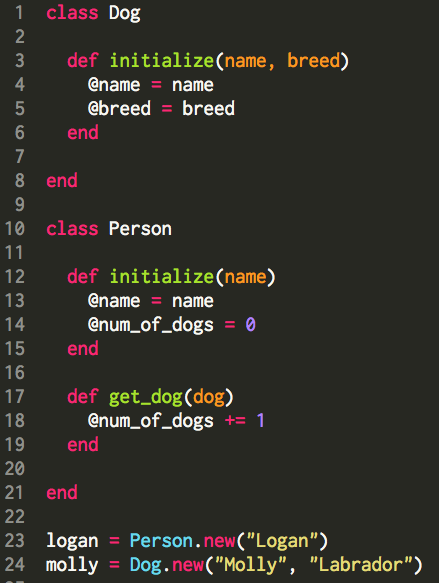 1 class Dog
2
3   def initialize(name, breed)
4     @name = name
5     @breed = breed
6   end
7
8 end
9
10 class Person
11
12   def initialize(name)
13     @name = name
14     @num_of_dogs = 0
15   end
16
17   def get_dog(dog)
18     @num_of_dogs += 1
19   end
20
21 end
22
23 logan = Person.new("Logan")
24 molly = Dog.new("Molly", "Labrador")